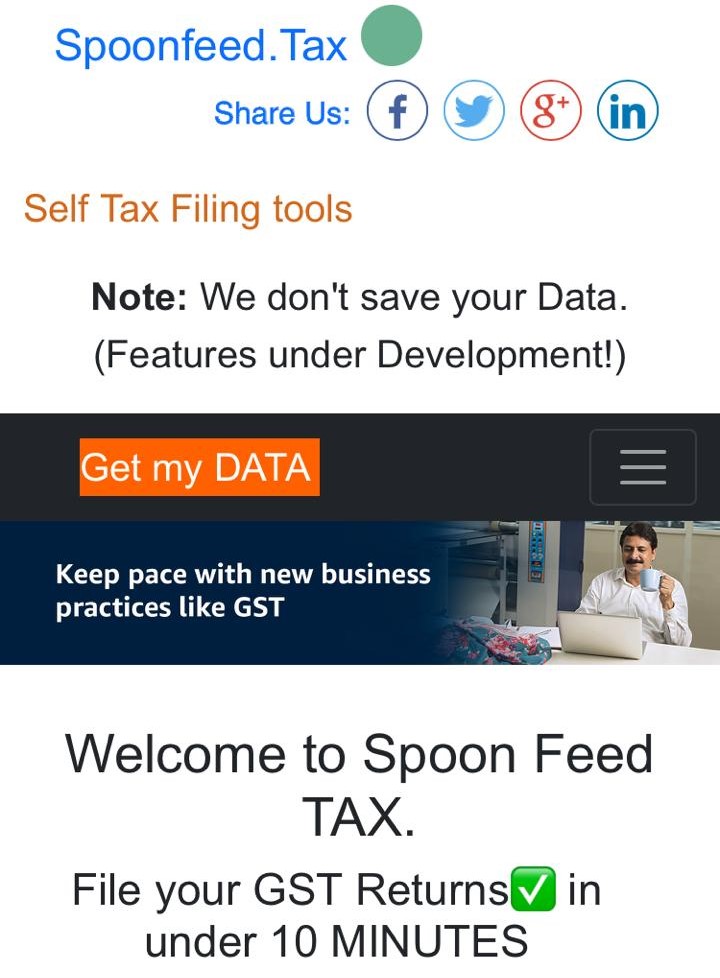 Spoonfeed.Tax
Share Us: f g+ in
Self Tax Filing tools
Note: We don't save your Data.
(Features under Development!)
Get my DATA
Keep pace with new business
practices like GST
Welcome to Spoon Feed
TAX.
File your GST Returns✅ in
under 10 MINUTES